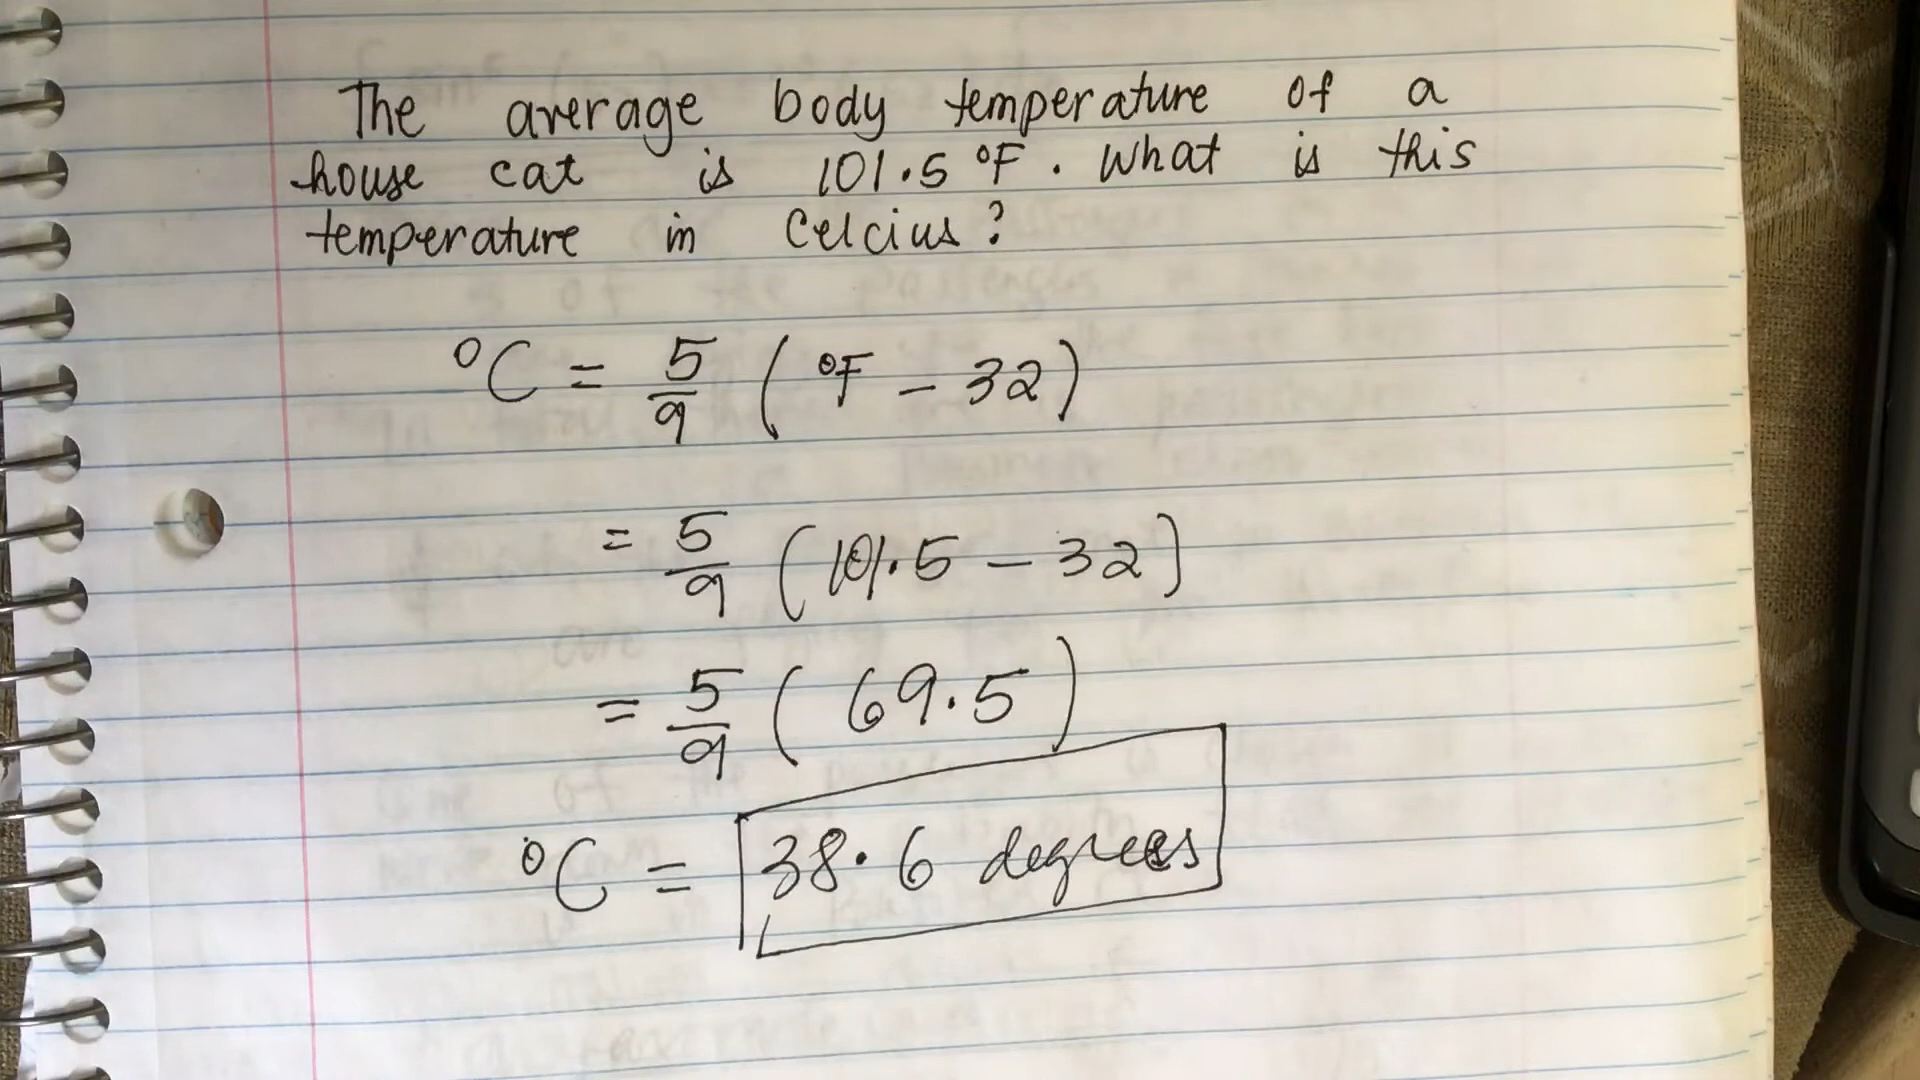 The average body temperature of a
house cat is 101.5 °F. What is this
temperature in Celcius?
°C = 5/9 (°F - 32)
= 5/9 (101.5 - 32)
= 5/9 (69.5)
°C = 38.6 degrees